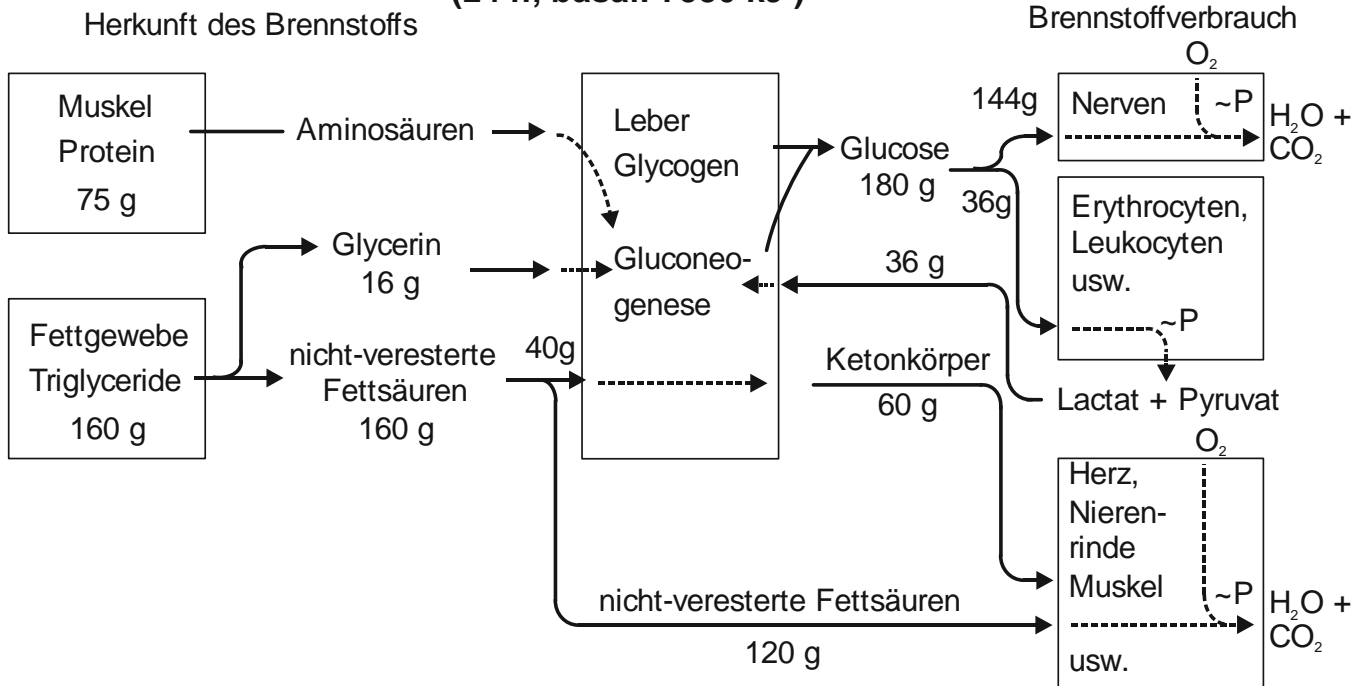 Herkunft des Brennstoffs
Brennstoffverbrauch
Muskel
Protein
75 g
Aminosäuren
Leber
Glycogen
Glucose
180 g
144g
36g
O₂
Nerven
~P
H₂O +
CO₂
Erythrocyten,
Leukocyten
usw.
~P
Lactat + Pyruvat
Glycerin
16 g
Gluconeo-
genese
36 g
Fettgewebe
Triglyceride
160 g
nicht-veresterte
Fettsäuren
160 g
40g
Ketonkörper
60 g
O₂
Herz,
Nieren-
rinde
Muskel
usw.
~P
H₂O +
CO₂
nicht-veresterte Fettsäuren
120 g